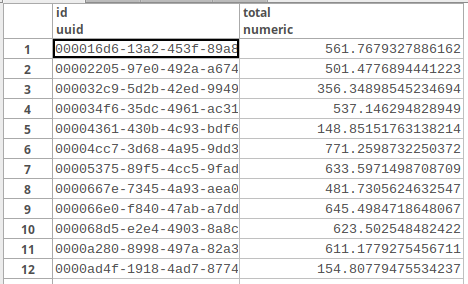 id total
uuid numeric
1 000016d6-13a2-453f-89a8 561.7679327886162
2 00002205-97e0-492a-a674 501.4776894441223
3 000032c9-5d2b-42ed-9949 356.34898545234694
4 000034f6-35dc-4961-ac31 537.146294828949
5 00004361-430b-4c93-bdf6 148.85151763138214
6 00004cc7-3d68-4a95-9dd3 771.2598732250372
7 00005375-89f5-4cc5-9fad 633.5971498708709
8 0000667e-7345-4a93-aea0 481.7305624632547
9 000066e0-f840-47ab-a7dd 645.4984718648067
10 000068d5-e2e4-4903-8a8c 623.502548482422
11 0000a280-8998-497a-82a3 611.1779275456711
12 0000ad4f-1918-4ad7-8774 154.80779475534237